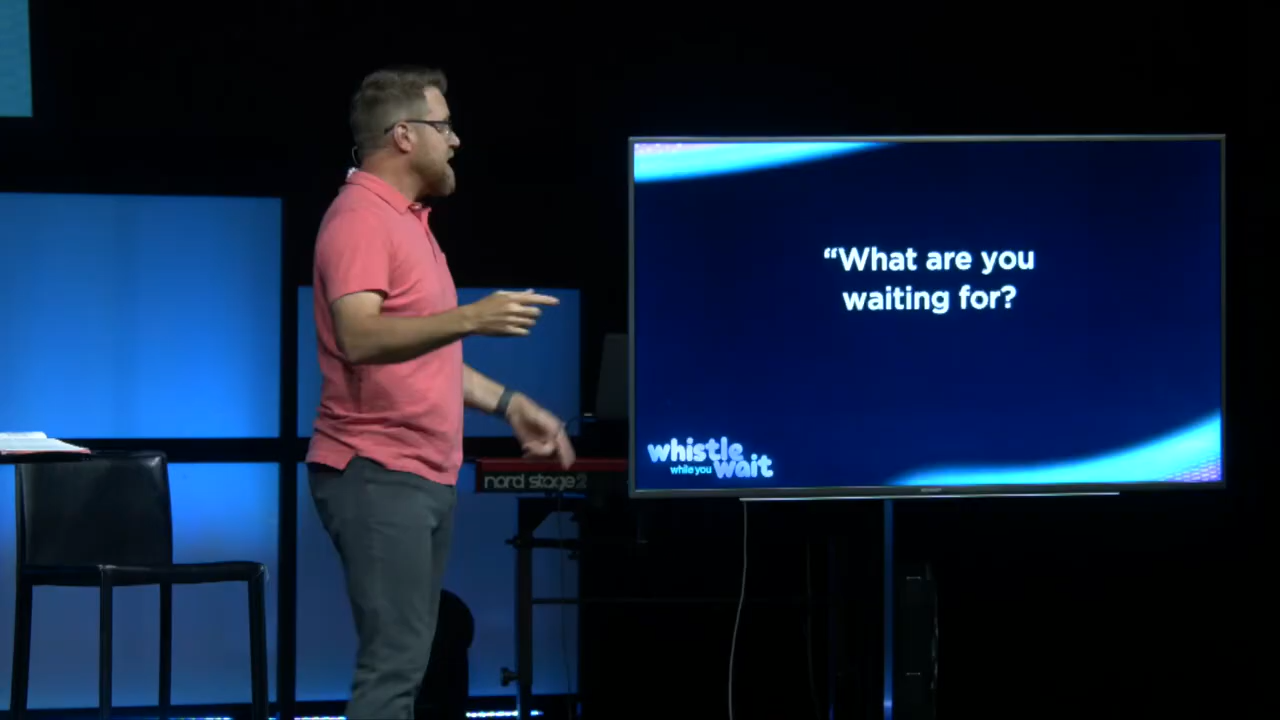 “What are you
waiting for?
whistle
while you wait
nord stage 2